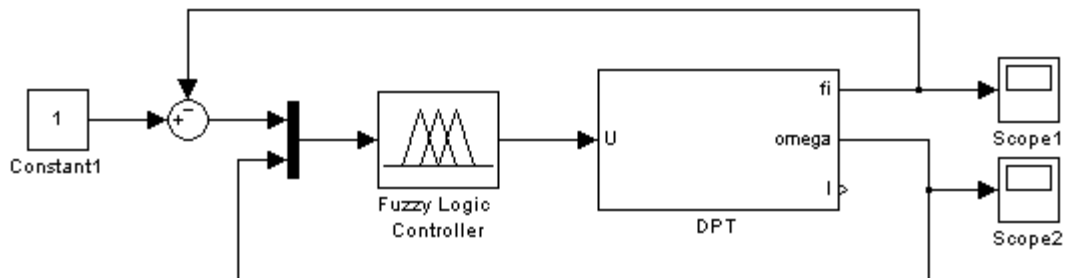 1
Constant1
+
−
Fuzzy Logic
Controller
U
fi
omega
I
DPT
Scope1
Scope2